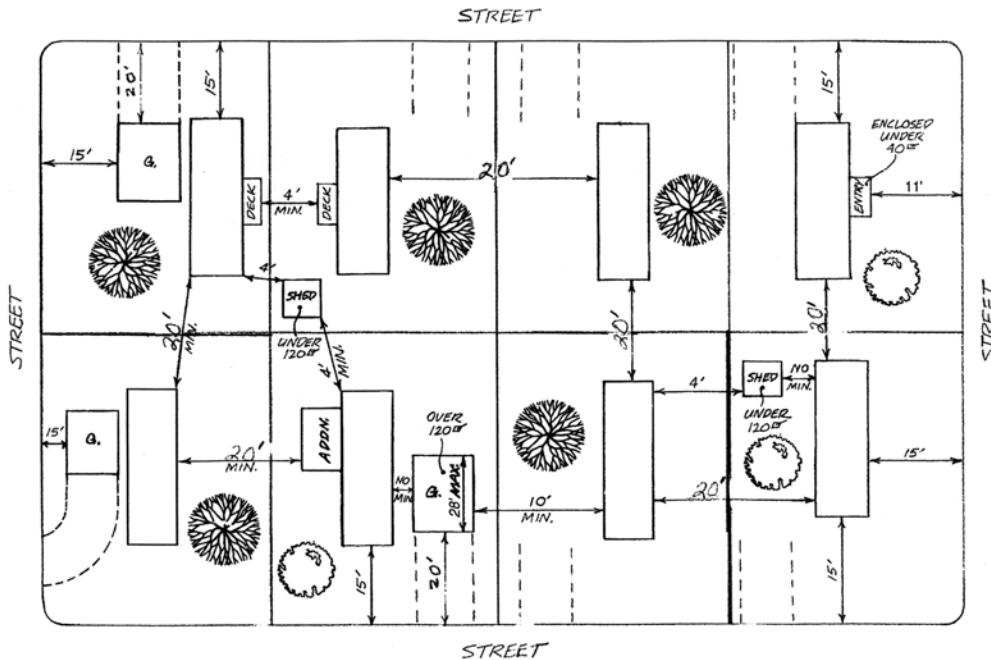 STREET
20'
15'
15'
ENCLOSED
UNDER
40□'
15'
G.
DECK
4'
MIN.
DECK
20'
ENTRY
11'
4'
SHED
UNDER
120□'
20'
MIN.
4'
MIN.
20'
20'
STREET
STREET
15'
G.
20'
MIN.
ADDN.
NO
MIN.
OVER
120□'
G.
28' MAX.
10'
MIN.
4'
SHED
NO
MIN.
UNDER
120□'
20'
15'
15'
20'
15'
STREET